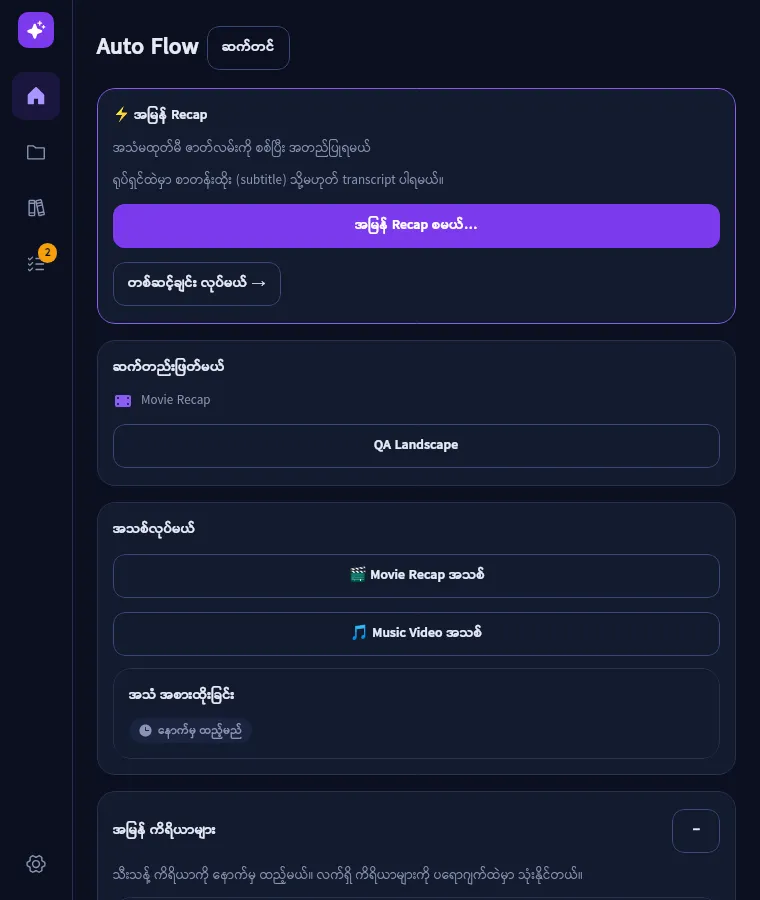 Auto Flow
ဆက်တင်
2
⚡ အမြန် Recap
အသံမထုတ်မီ ဇာတ်လမ်းကို စစ်ပြီး အတည်ပြုရမယ်
ရုပ်ရှင်ထဲမှာ စာတန်းထိုး (subtitle) သို့မဟုတ် transcript ပါရမယ်။
အမြန် Recap စမယ်…
တစ်ဆင့်ချင်း လုပ်မယ် →
ဆက်တည်းဖြတ်မယ်
Movie Recap
QA Landscape
အသစ်လုပ်မယ်
🎬 Movie Recap အသစ်
🎵 Music Video အသစ်
အသံ အစားထိုးခြင်း
နောက်မှ ထည့်မည်
အမြန် ကိရိယာများ
–
သီးသန့် ကိရိယာကို နောက်မှ ထည့်မယ်။ လက်ရှိ ကိရိယာများကို ပရောဂျက်ထဲမှာ သုံးနိုင်တယ်။